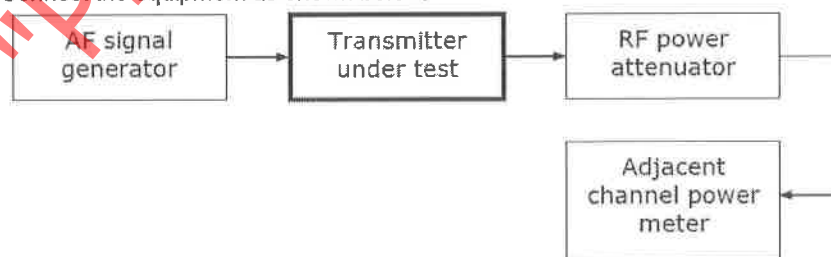 AF signal
generator
Transmitter
under test
RF power
attenuator
Adjacent
channel power
meter